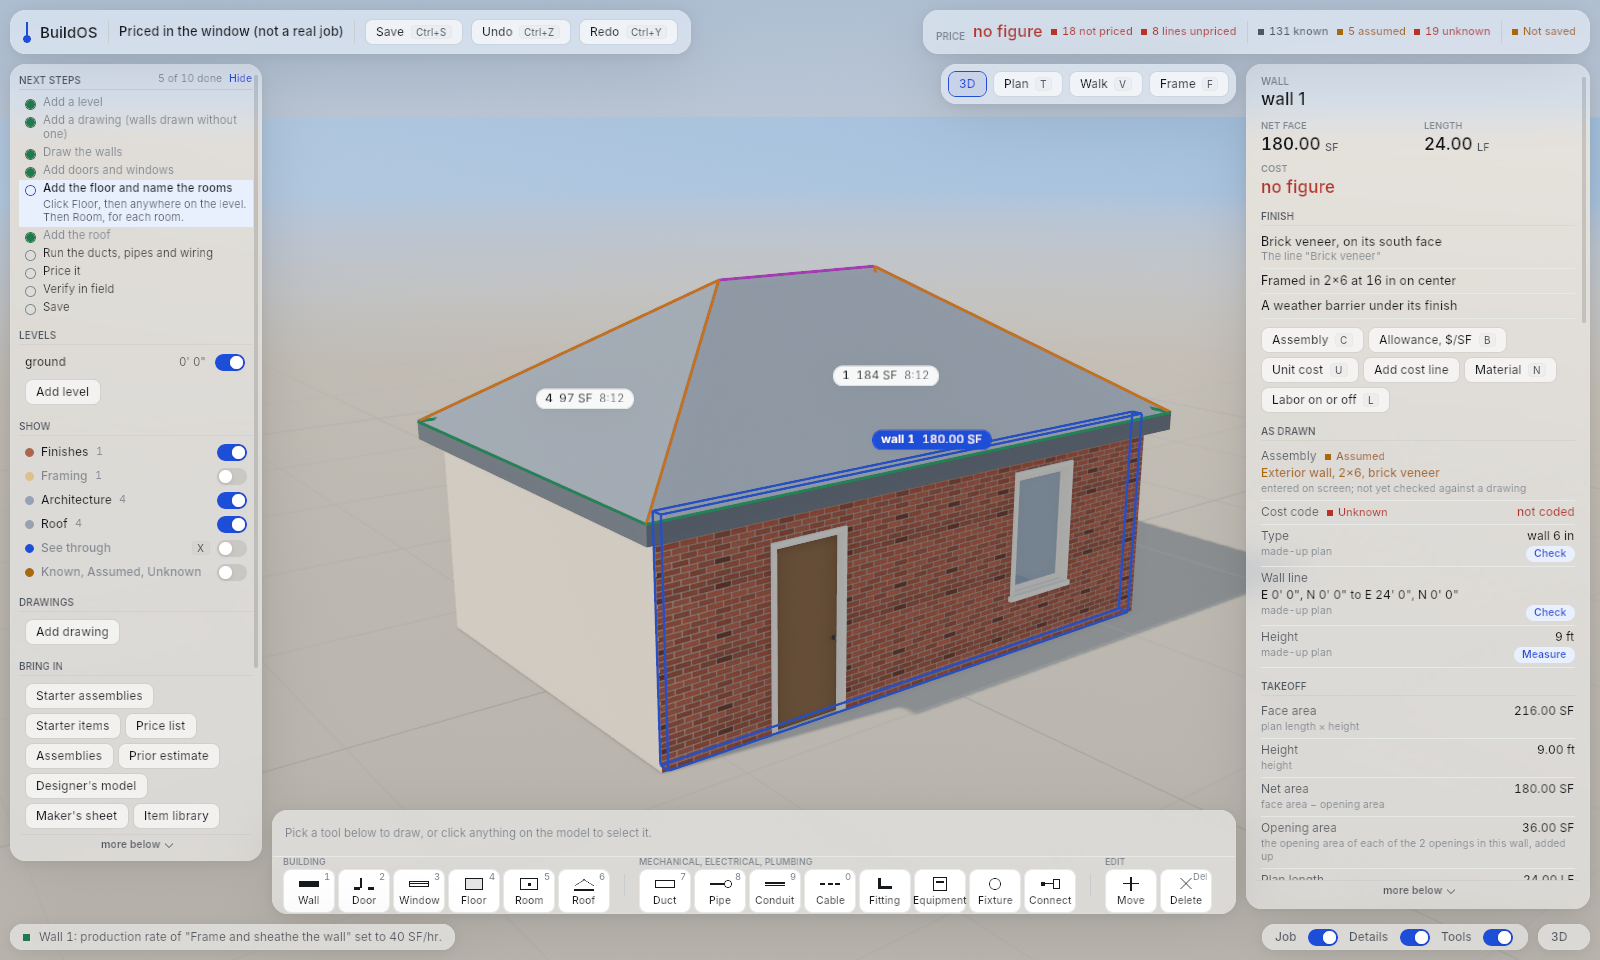 BuildOS
Priced in the window (not a real job)
Save Ctrl+S
Undo Ctrl+Z
Redo Ctrl+Y
PRICE no figure
18 not priced
8 lines unpriced
131 known
5 assumed
19 unknown
Not saved
NEXT STEPS
5 of 10 done Hide
Add a level
Add a drawing (walls drawn without
one)
Draw the walls
Add doors and windows
Add the floor and name the rooms
Click Floor, then anywhere on the level.
Then Room, for each room.
Add the roof
Run the ducts, pipes and wiring
Price it
Verify in field
Save
LEVELS
ground 0' 0"
Add level
SHOW
Finishes 1
Framing 1
Architecture 4
Roof 4
See through X
Known, Assumed, Unknown
DRAWINGS
Add drawing
BRING IN
Starter assemblies
Starter items
Price list
Assemblies
Prior estimate
Designer's model
Maker's sheet
Item library
more below
3D
Plan T
Walk V
Frame F
4 97 SF 8:12
1 184 SF 8:12
wall 1 180.00 SF
WALL
wall 1
NET FACE
LENGTH
180.00 SF
24.00 LF
COST
no figure
FINISH
Brick veneer, on its south face
The line "Brick veneer"
Framed in 2×6 at 16 in on center
A weather barrier under its finish
Assembly C
Allowance, $/SF B
Unit cost U
Add cost line
Material N
Labor on or off L
AS DRAWN
Assembly Assumed
Exterior wall, 2×6, brick veneer
entered on screen; not yet checked against a drawing
Cost code Unknown not coded
Type wall 6 in
made-up plan Check
Wall line
E 0' 0", N 0' 0" to E 24' 0", N 0' 0"
made-up plan Check
Height 9 ft
made-up plan Measure
TAKEOFF
Face area 216.00 SF
plan length × height
Height 9.00 ft
height
Net area 180.00 SF
face area − opening area
Opening area 36.00 SF
the opening area of each of the 2 openings in this wall, added
up
Plan length 24.00 LF
more below
Pick a tool below to draw, or click anything on the model to select it.
BUILDING
MECHANICAL, ELECTRICAL, PLUMBING
EDIT
1 2 3 4 5 6 7 8 9 0 Del
Wall Door Window Floor Room Roof Duct Pipe Conduit Cable Fitting Equipment Fixture Connect Move Delete
Wall 1: production rate of "Frame and sheathe the wall" set to 40 SF/hr.
Job
Details
Tools
3D